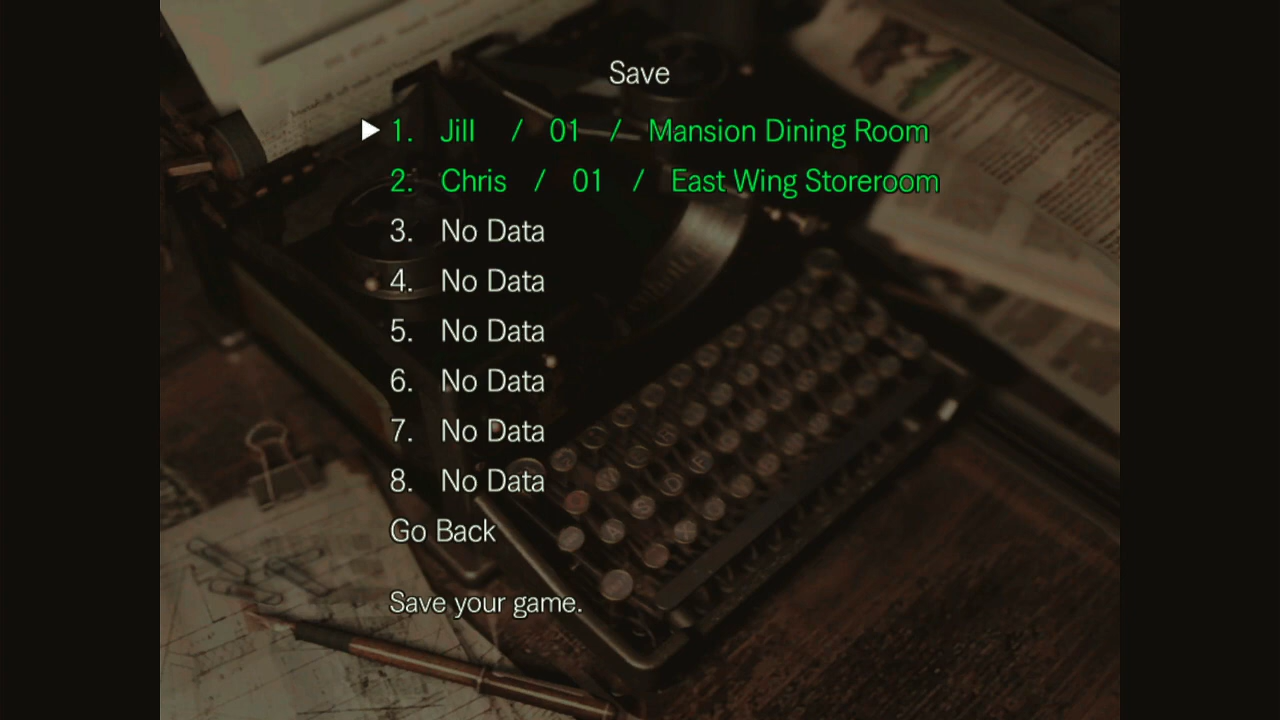 Save
1. Jill / 01 / Mansion Dining Room
2. Chris / 01 / East Wing Storeroom
3. No Data
4. No Data
5. No Data
6. No Data
7. No Data
8. No Data
Go Back
Save your game.